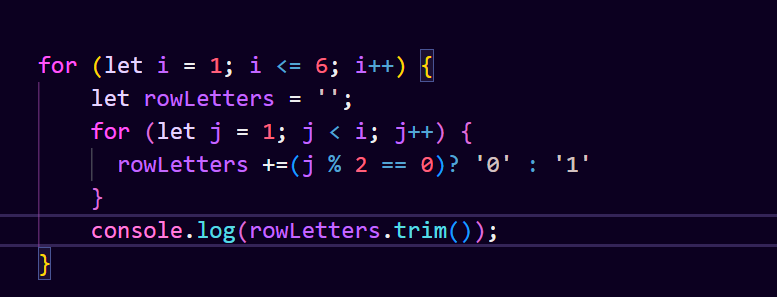 for (let i = 1; i <= 6; i++) {
    let rowLetters = '';
    for (let j = 1; j < i; j++) {
      rowLetters +=(j % 2 == 0)? '0' : '1'
    }
    console.log(rowLetters.trim());
}